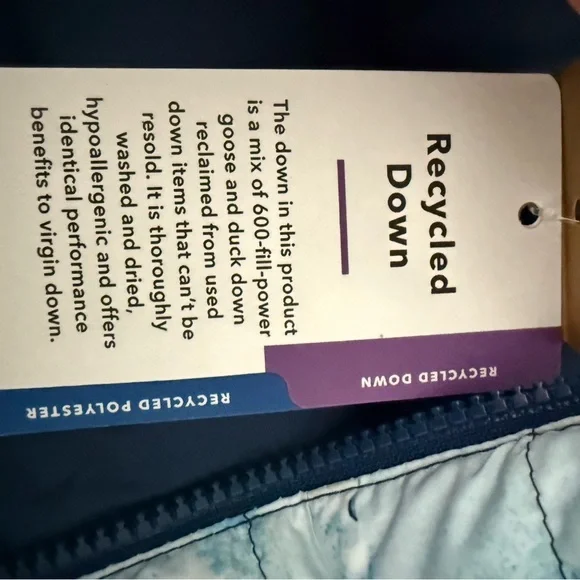 Recycled
Down
The down in this product
is a mix of 600-fill-power
goose and duck down
reclaimed from used
down items that can't be
resold. It is thoroughly
washed and dried,
hypoallergenic and offers
identical performance
benefits to virgin down.
RECYCLED DOWN
RECYCLED POLYESTER